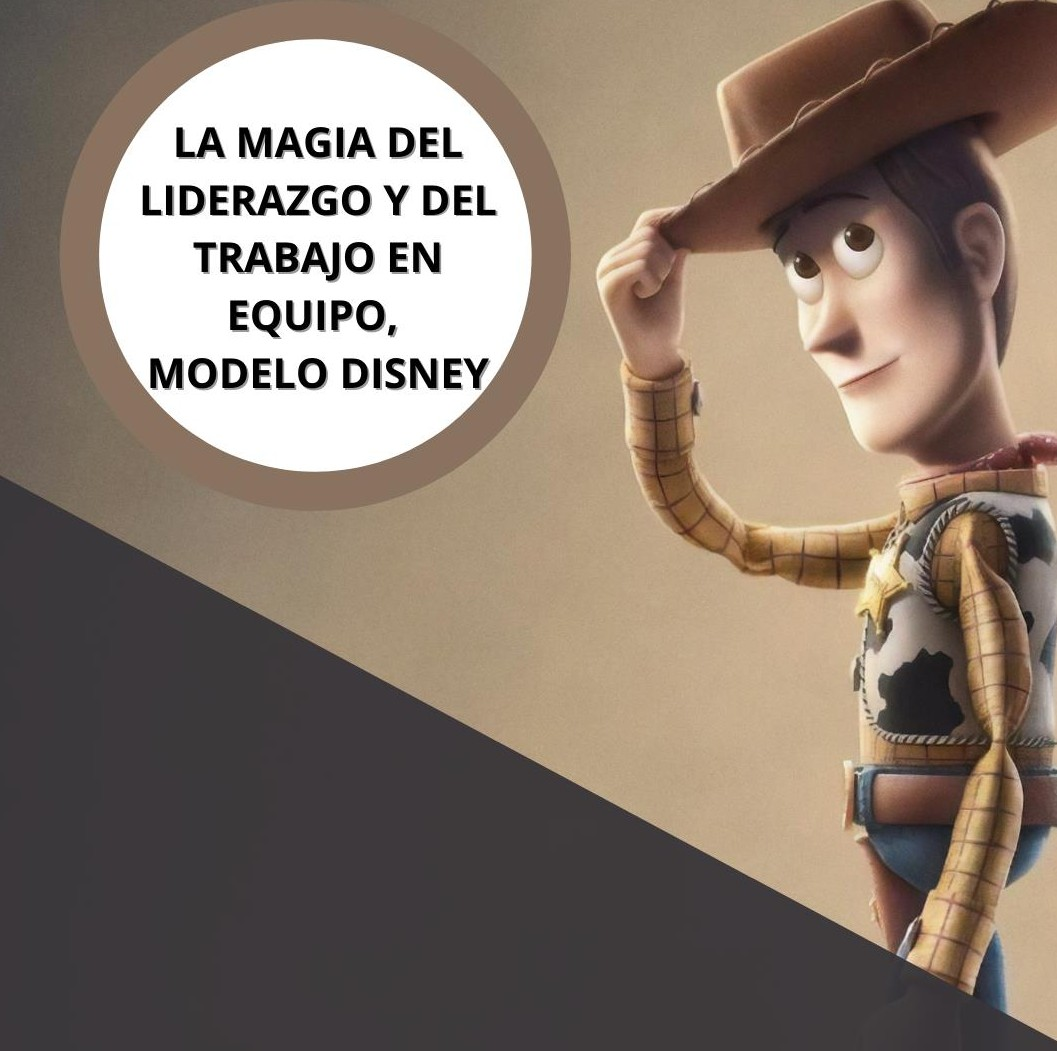 LA MAGIA DEL
LIDERAZGO Y DEL
TRABAJO EN
EQUIPO,
MODELO DISNEY